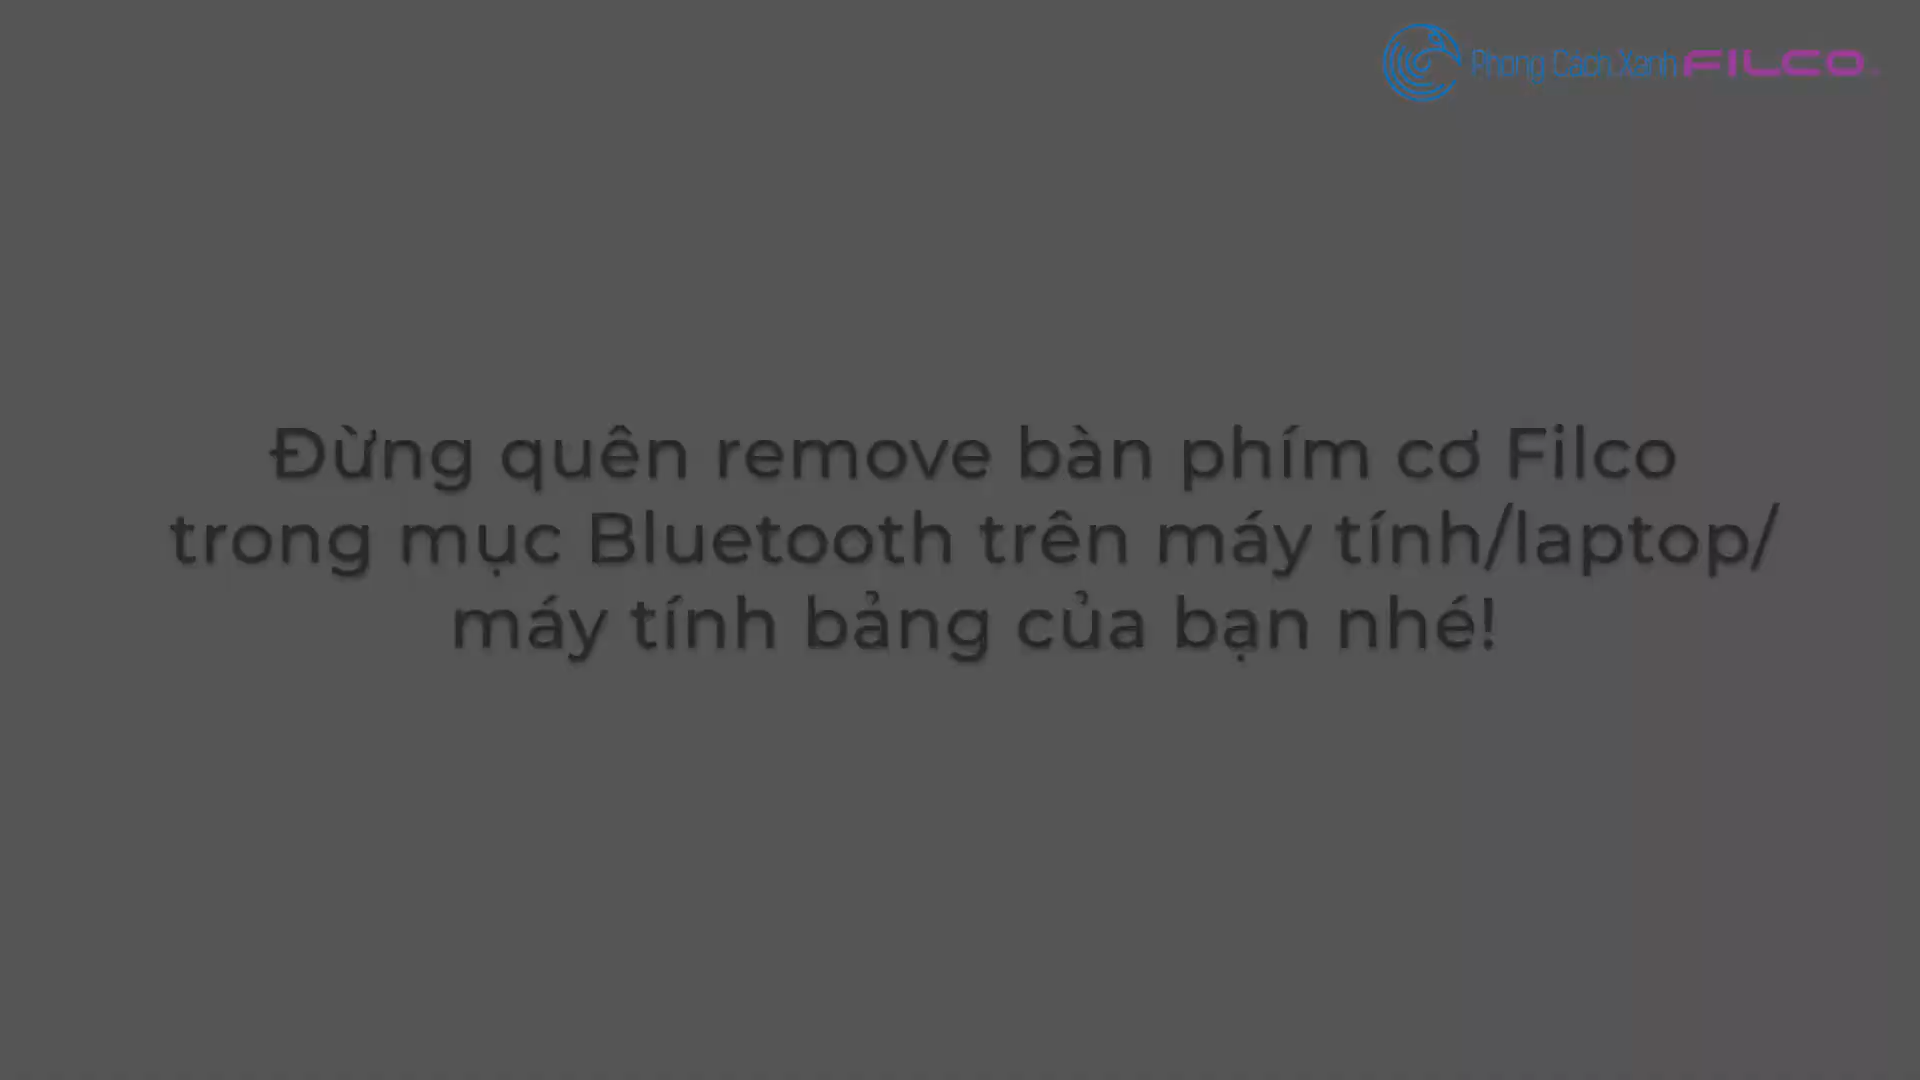 Phong Cách Xanh FILCO
Đừng quên remove bàn phím cơ Filco
trong mục Bluetooth trên máy tính/laptop/
máy tính bảng của bạn nhé!